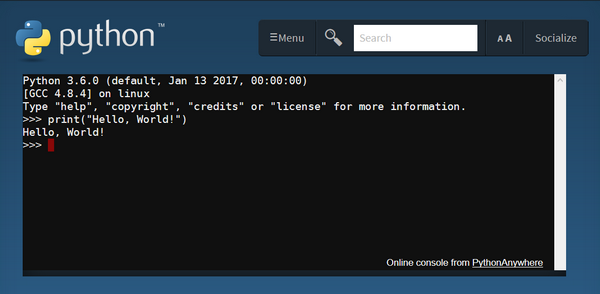 python™
☰Menu
Search
A A
Socialize
Python 3.6.0 (default, Jan 13 2017, 00:00:00)
[GCC 4.8.4] on linux
Type "help", "copyright", "credits" or "license" for more information.
>>> print("Hello, World!")
Hello, World!
>>>
Online console from PythonAnywhere